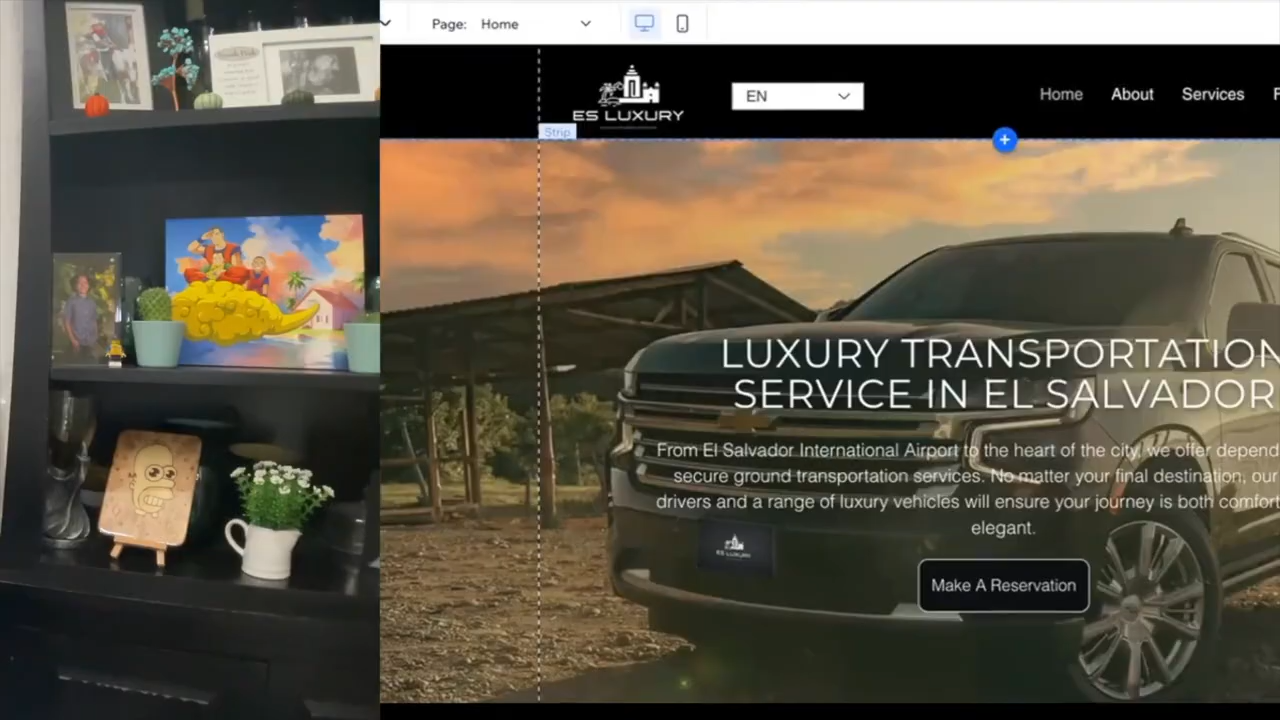 Page: Home
ES LUXURY
EN
Home About Services
Strip
LUXURY TRANSPORTATION
SERVICE IN EL SALVADOR
From El Salvador International Airport to the heart of the city, we offer depend
secure ground transportation services. No matter your final destination, our
drivers and a range of luxury vehicles will ensure your journey is both comfort
elegant.
ES LUXURY
Make A Reservation